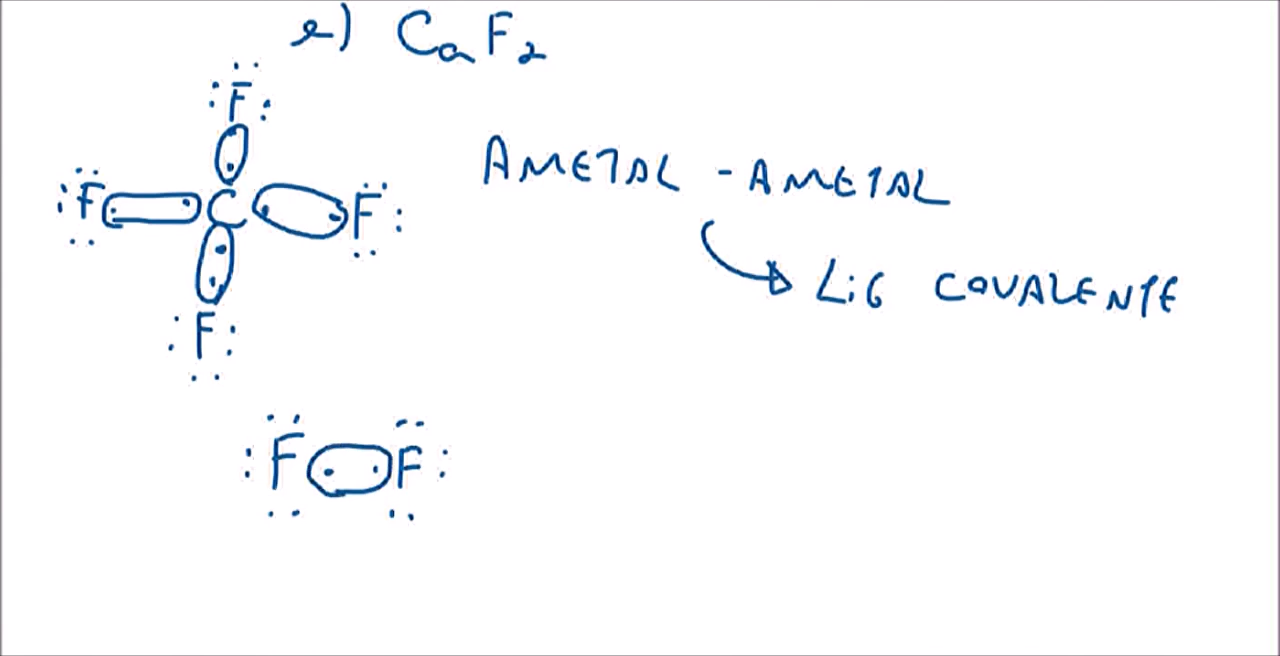 e) CaF2
:F:
:F C F:
:F:
AMETAL - AMETAL
LIG COVALENTE
:F F: